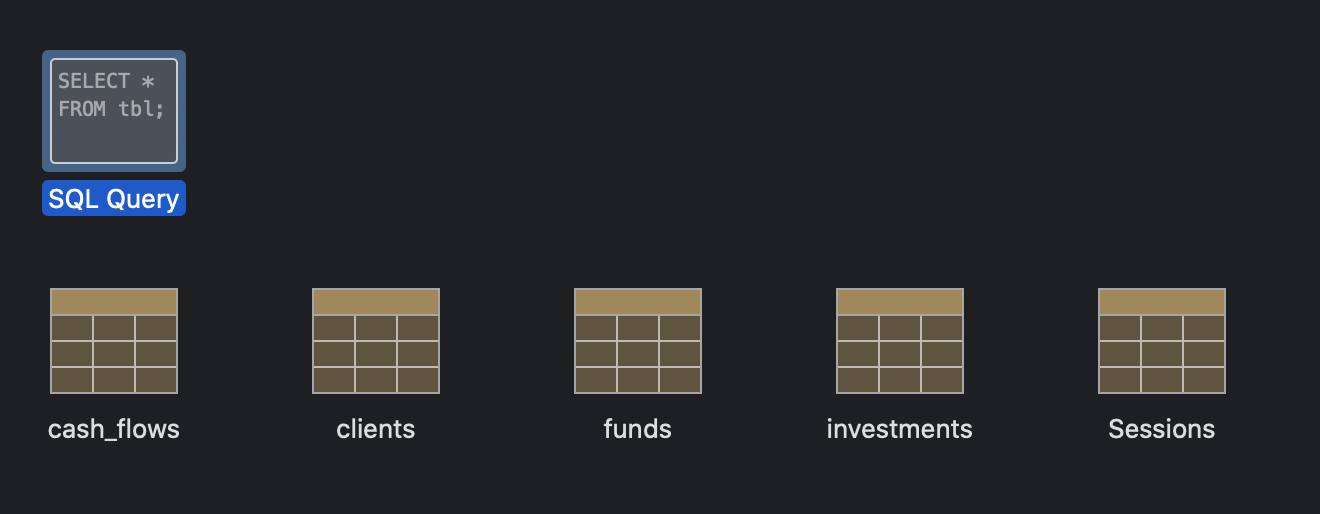 SELECT *
FROM tbl;
SQL Query
cash_flows
clients
funds
investments
Sessions